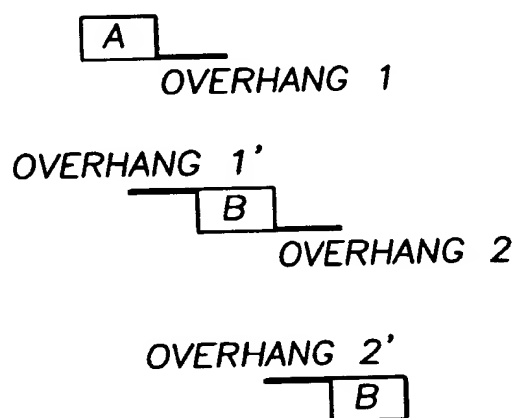 A
OVERHANG 1
OVERHANG 1'
B
OVERHANG 2
OVERHANG 2'
B